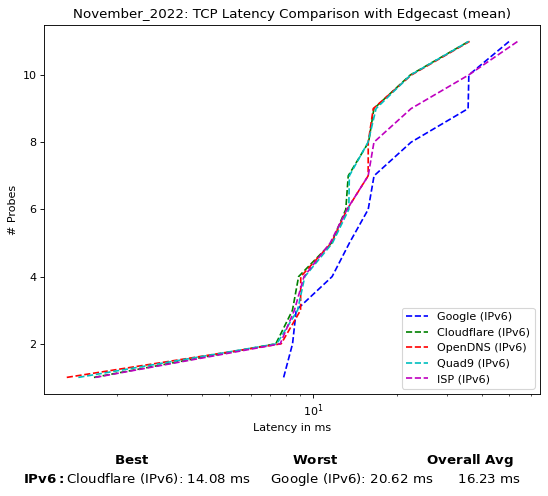 November_2022: TCP Latency Comparison with Edgecast (mean)
10
8
6
4
2
# Probes
10^1
Latency in ms
Google (IPv6)
Cloudflare (IPv6)
OpenDNS (IPv6)
Quad9 (IPv6)
ISP (IPv6)
Best Worst Overall Avg
IPv6: Cloudflare (IPv6): 14.08 ms Google (IPv6): 20.62 ms 16.23 ms